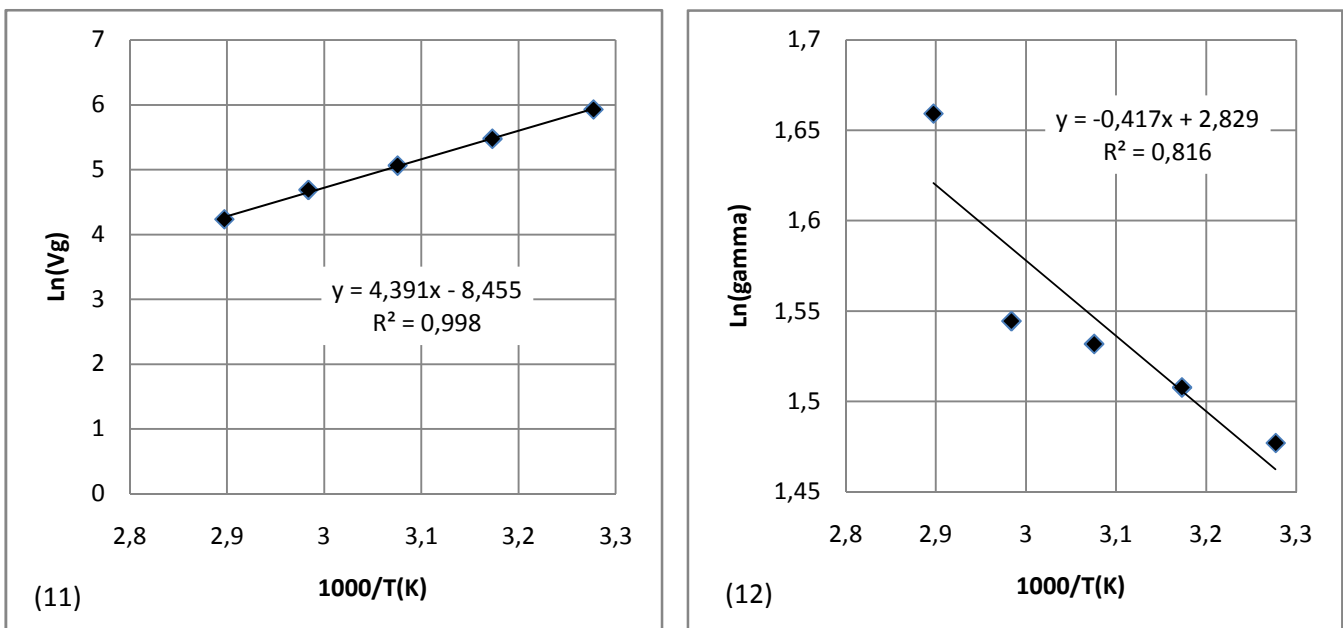 7
6
5
4
3
2
1
0
Ln(Vg)
y = 4,391x - 8,455
R² = 0,998
2,8 2,9 3 3,1 3,2 3,3
1000/T(K)
(11)
1,7
1,65
1,6
1,55
1,5
1,45
Ln(gamma)
y = -0,417x + 2,829
R² = 0,816
2,8 2,9 3 3,1 3,2 3,3
1000/T(K)
(12)